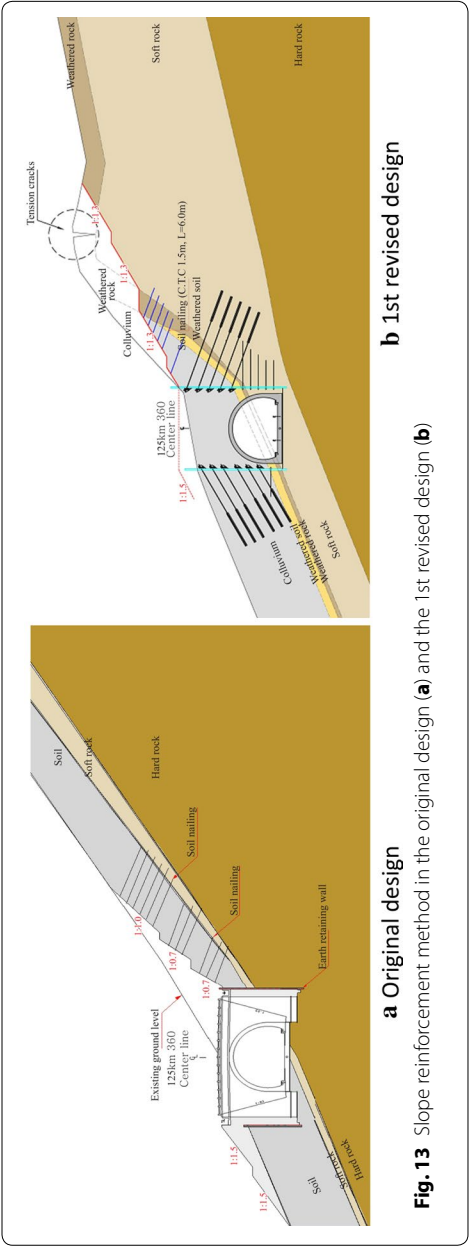 Existing ground level
125km 360
Center line
C
L
1:1.5
1:1.5
1:1.0
1:0.7
1:0.7
Soil
Soft rock
Hard rock
Soil nailing
Soil nailing
Earth retaining wall
Soil
Soft rock
Hard rock
a Original design
Tension cracks
Weathered rock
Soft rock
Hard rock
1:1.3
1:1.3
1:1.3
Weathered
rock
Colluvium
Soil nailing (C.T.C 1.5m, L=6.0m)
Weathered soil
125km 360
Center line
1:1.5
Colluvium
Weathered soil
Weathered rock
Soft rock
b 1st revised design
Fig. 13 Slope reinforcement method in the original design (a) and the 1st revised design (b)